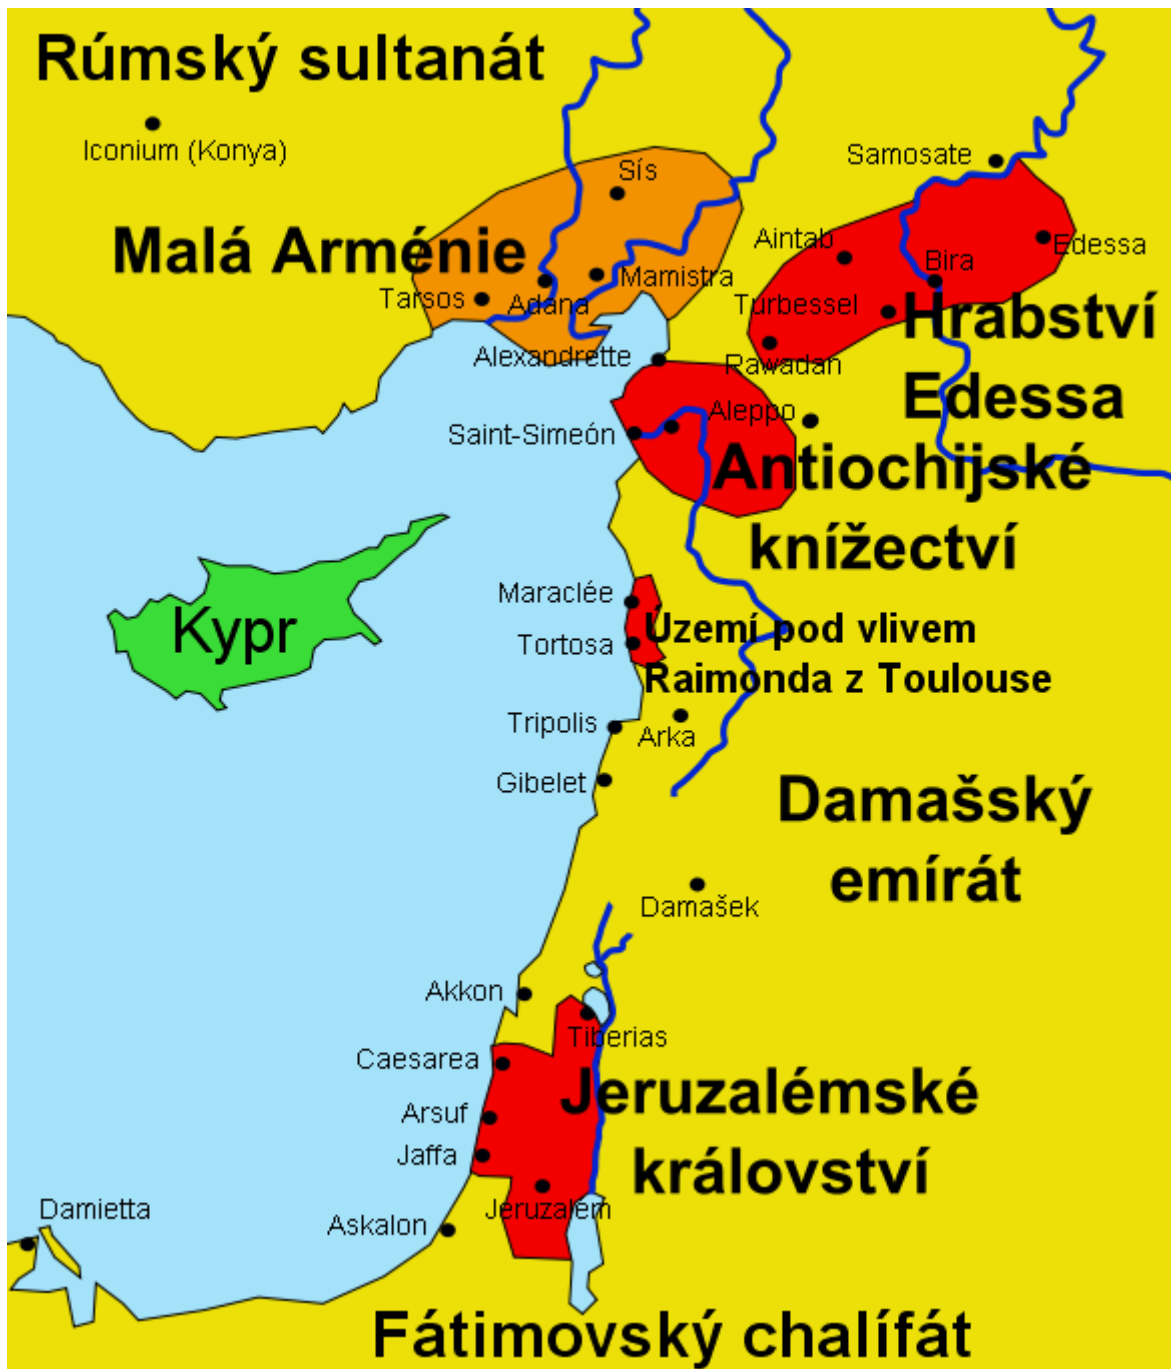 Rúmský sultanát
Iconium (Konya)
Samosate
Sís
Malá Arménie
Aintab
Edessa
Bira
Mamistra
Tarsos
Adana
Turbessel
Hrabství
Edessa
Alexandrette
Rawadan
Aleppo
Saint-Simeón
Antiochijské
knížectví
Maraclée
Kypr
Tortosa
Území pod vlivem
Raimonda z Toulouse
Tripolis
Arka
Gibelet
Damašský
emírát
Damašek
Akkon
Tiberias
Caesarea
Jeruzalémské
království
Arsuf
Jaffa
Jeruzalém
Damietta
Askalon
Fátimovský chalífát